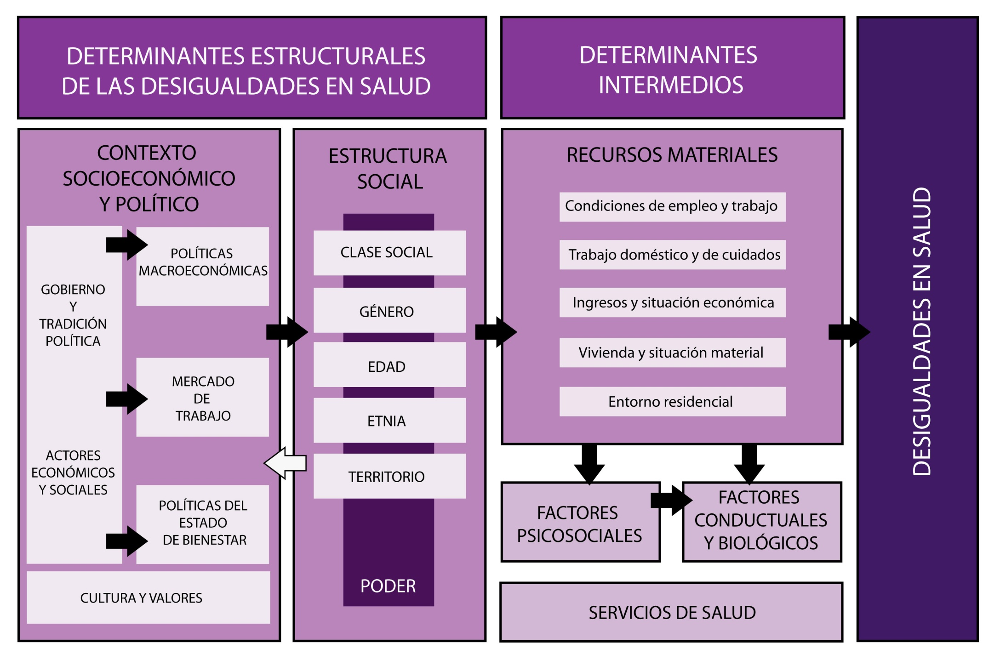 DETERMINANTES ESTRUCTURALES
DE LAS DESIGUALDADES EN SALUD
DETERMINANTES
INTERMEDIOS
CONTEXTO
SOCIOECONÓMICO
Y POLÍTICO
GOBIERNO
Y
TRADICIÓN
POLÍTICA
ACTORES
ECONÓMICOS
Y SOCIALES
POLÍTICAS
MACROECONÓMICAS
MERCADO
DE
TRABAJO
POLÍTICAS DEL
ESTADO
DE BIENESTAR
CULTURA Y VALORES
ESTRUCTURA
SOCIAL
CLASE SOCIAL
GÉNERO
EDAD
ETNIA
TERRITORIO
PODER
RECURSOS MATERIALES
Condiciones de empleo y trabajo
Trabajo doméstico y de cuidados
Ingresos y situación económica
Vivienda y situación material
Entorno residencial
FACTORES
PSICOSOCIALES
FACTORES
CONDUCTUALES
Y BIOLÓGICOS
SERVICIOS DE SALUD
DESIGUALDADES EN SALUD